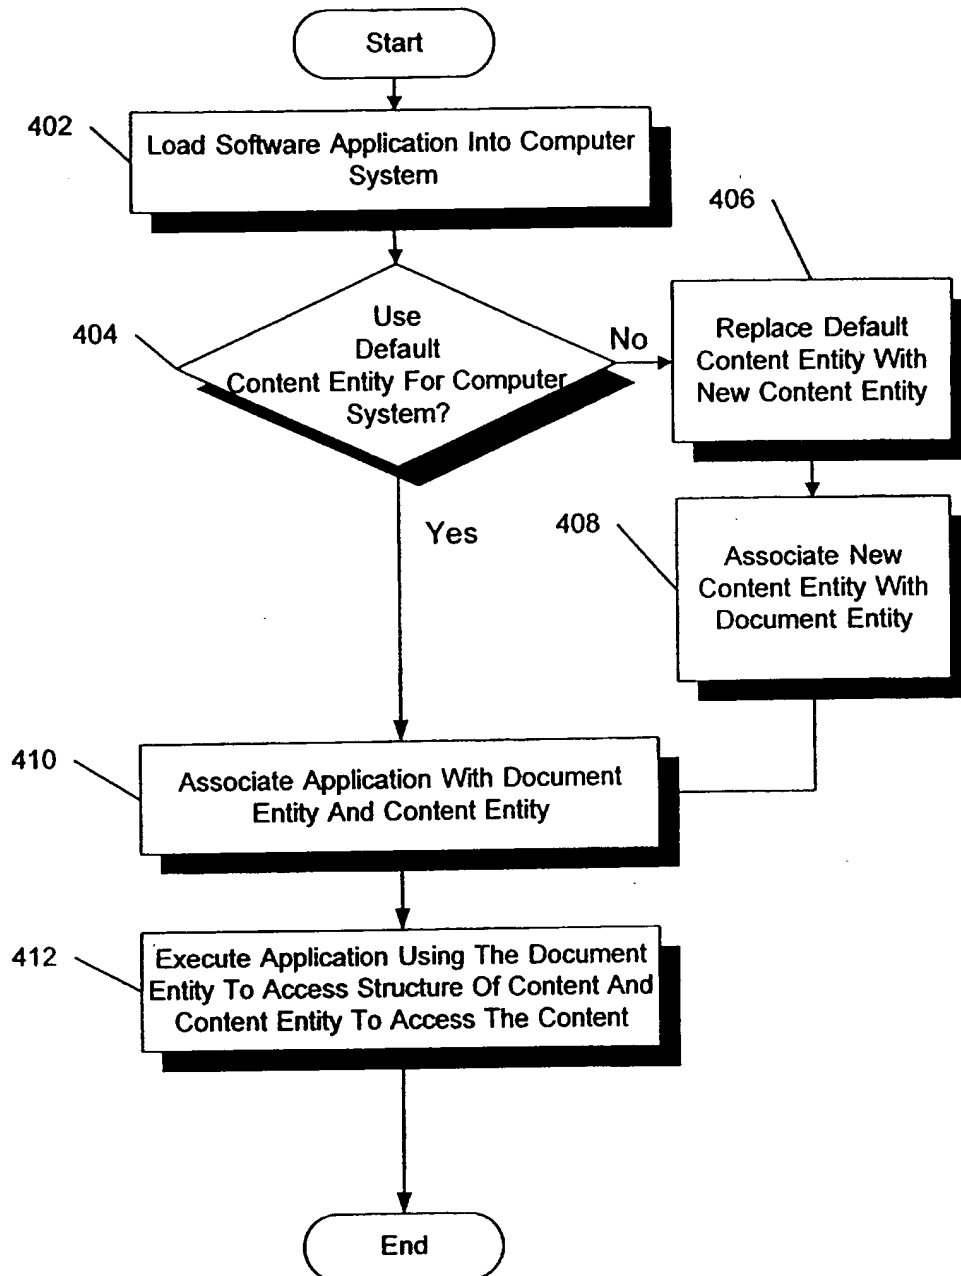 Start
402
Load Software Application Into Computer
System
406
404
Use
Default
Content Entity For Computer
System?
No
Replace Default
Content Entity With
New Content Entity
Yes
408
Associate New
Content Entity With
Document Entity
410
Associate Application With Document
Entity And Content Entity
412
Execute Application Using The Document
Entity To Access Structure Of Content And
Content Entity To Access The Content
End